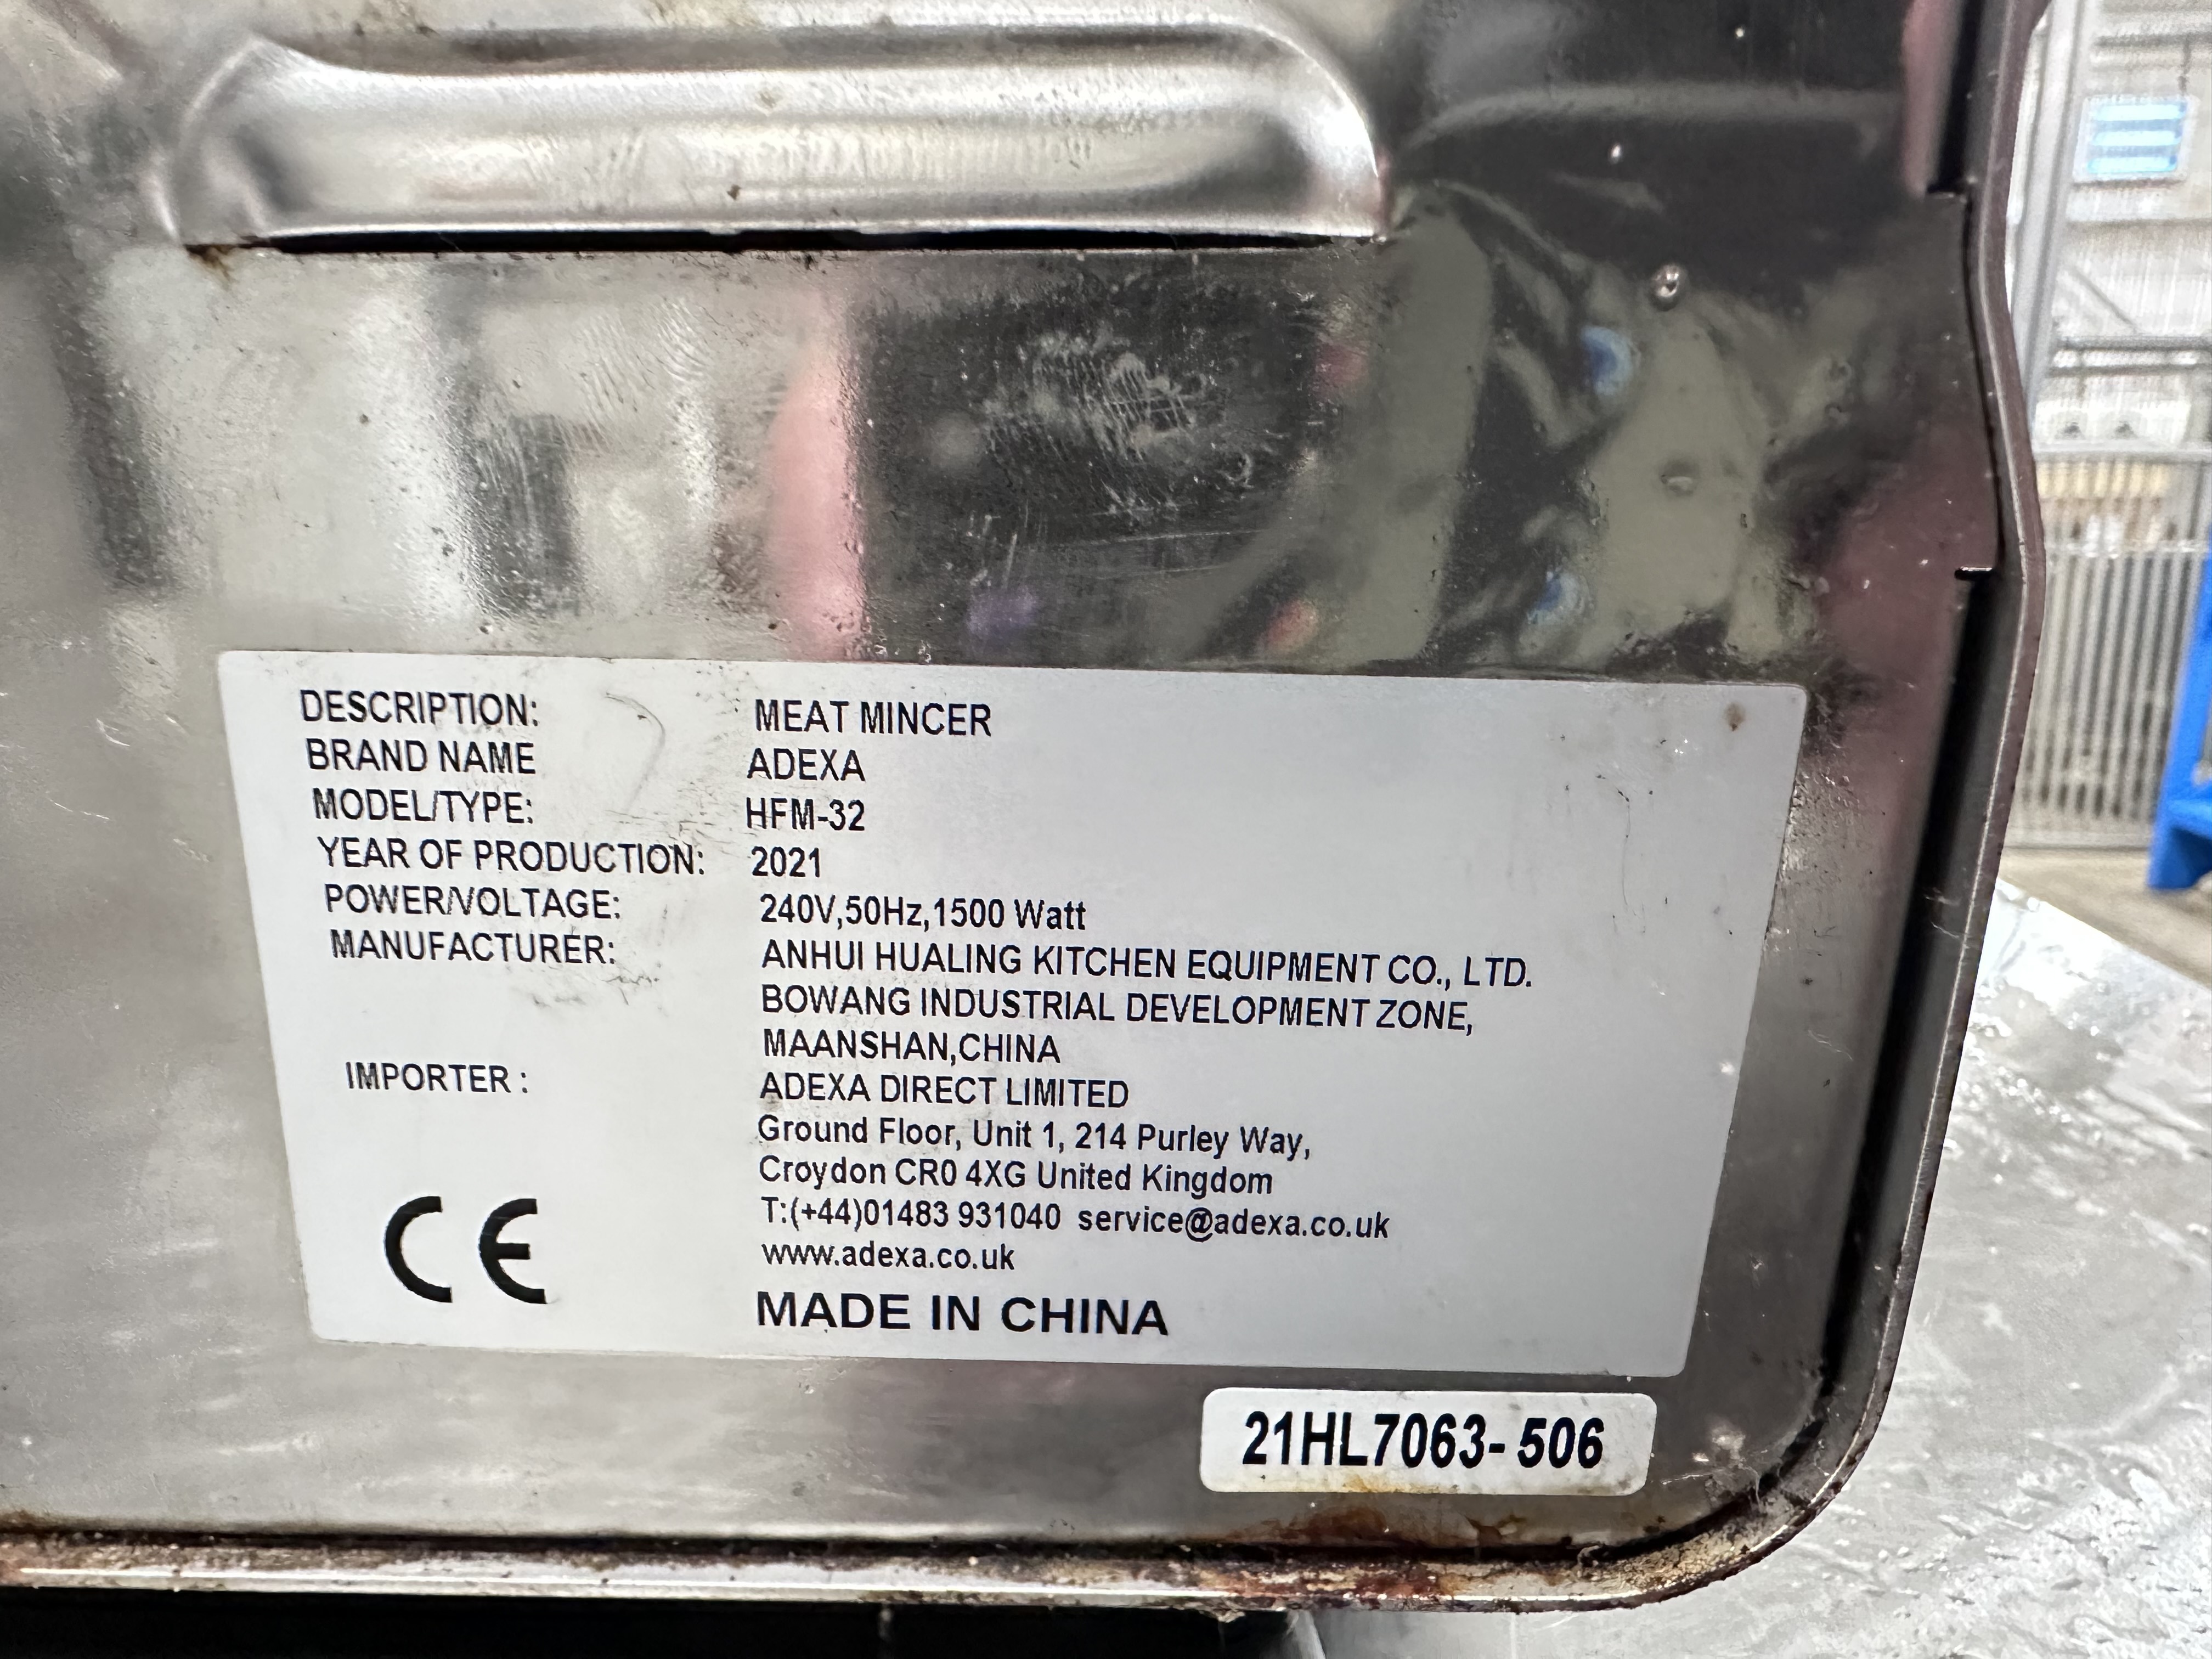 DESCRIPTION: MEAT MINCER
BRAND NAME ADEXA
MODEL/TYPE: HFM-32
YEAR OF PRODUCTION: 2021
POWER/VOLTAGE: 240V,50Hz,1500 Watt
MANUFACTURER: ANHUI HUALING KITCHEN EQUIPMENT CO., LTD.
BOWANG INDUSTRIAL DEVELOPMENT ZONE,
MAANSHAN,CHINA
IMPORTER : ADEXA DIRECT LIMITED
Ground Floor, Unit 1, 214 Purley Way,
Croydon CR0 4XG United Kingdom
T:(+44)01483 931040 service@adexa.co.uk
www.adexa.co.uk
CE
MADE IN CHINA
21HL7063- 506